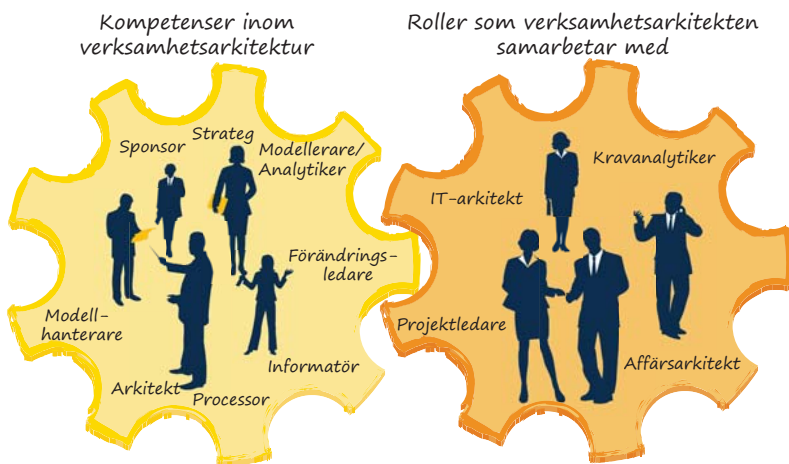 Kompetenser inom
verksamhetsarkitektur
Roller som verksamhetsarkitekten
samarbetar med
Sponsor
Strateg
Modellerare/
Analytiker
Förändrings-
ledare
Modell-
hanterare
Informatör
Arkitekt
Processor
Kravanalytiker
IT-arkitekt
Projektledare
Affärsarkitekt